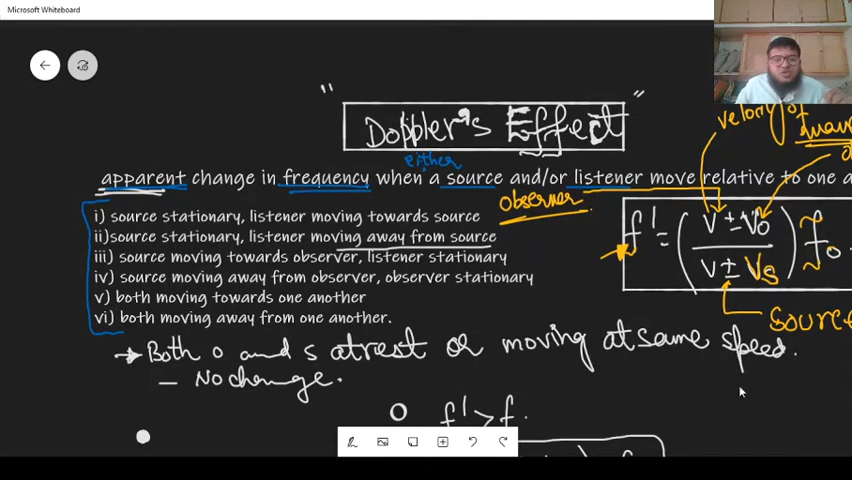 Microsoft Whiteboard
" Doppler's Effect "
velocity of
either
apparent change in frequency when a source and/or listener move relative to one a
observer
i) source stationary, listener moving towards source
ii)source stationary, listener moving away from source
iii) source moving towards observer, listener stationary
iv) source moving away from observer, observer stationary
v) both moving towards one another
vi) both moving away from one another.
f' = (V ± Vo / V ± Vs) fo.
source
→ Both o and s at rest or moving at same speed.
– No change.
O f' > f.